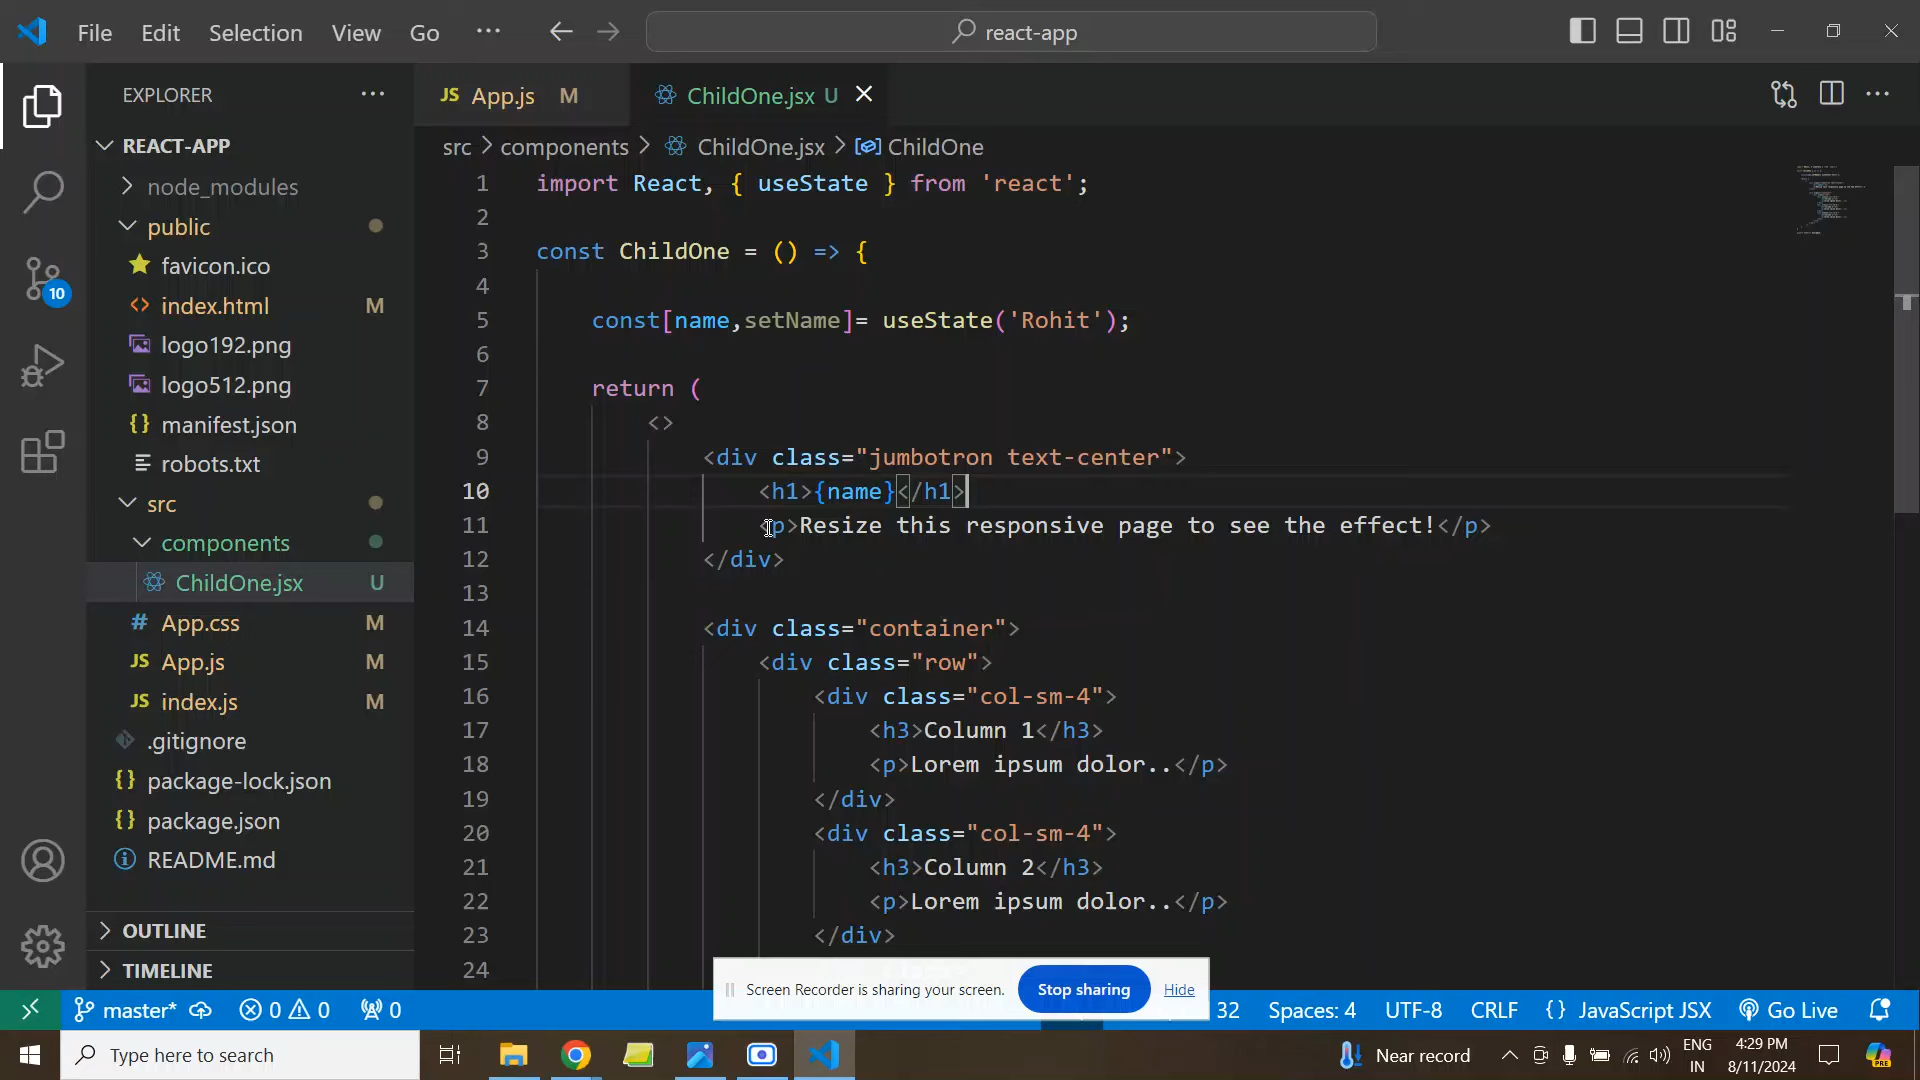 File Edit Selection View Go ··· react-app
EXPLORER ···
REACT-APP
node_modules
public
favicon.ico
index.html M
logo192.png
logo512.png
manifest.json
robots.txt
src
components
ChildOne.jsx U
App.css M
JS App.js M
JS index.js M
.gitignore
package-lock.json
package.json
README.md
OUTLINE
TIMELINE
10
JS App.js M ChildOne.jsx U
src > components > ChildOne.jsx > ChildOne
1 import React, { useState } from 'react';
2
3 const ChildOne = () => {
4
5 const[name,setName]= useState('Rohit');
6
7 return (
8 <>
9 <div class="jumbotron text-center">
10 <h1>{name}</h1>
11 <p>Resize this responsive page to see the effect!</p>
12 </div>
13
14 <div class="container">
15 <div class="row">
16 <div class="col-sm-4">
17 <h3>Column 1</h3>
18 <p>Lorem ipsum dolor..</p>
19 </div>
20 <div class="col-sm-4">
21 <h3>Column 2</h3>
22 <p>Lorem ipsum dolor..</p>
23 </div>
24
Screen Recorder is sharing your screen. Stop sharing Hide
master* 0 0 0 32 Spaces: 4 UTF-8 CRLF {} JavaScript JSX Go Live
Type here to search Near record ENG IN 4:29 PM 8/11/2024 PRE